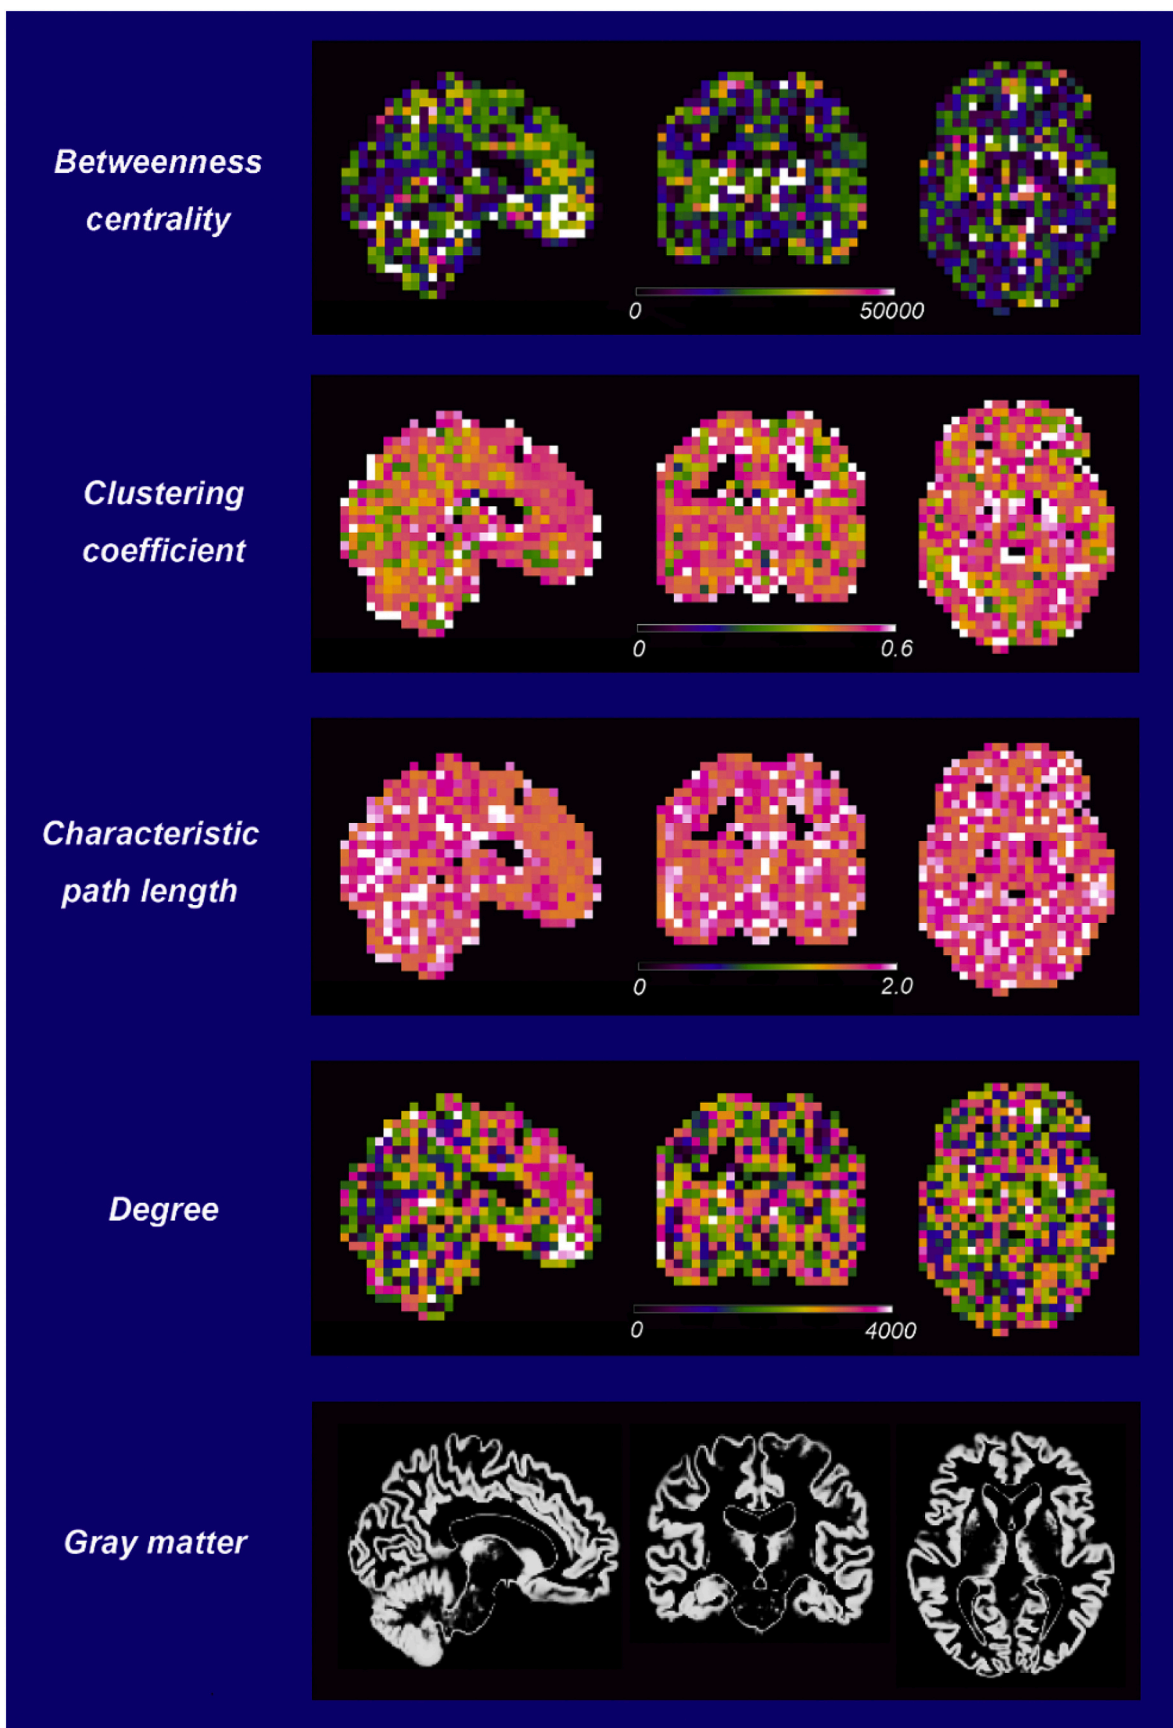 Betweenness
centrality
0
50000
Clustering
coefficient
0
0.6
Characteristic
path length
0
2.0
Degree
0
4000
Gray matter